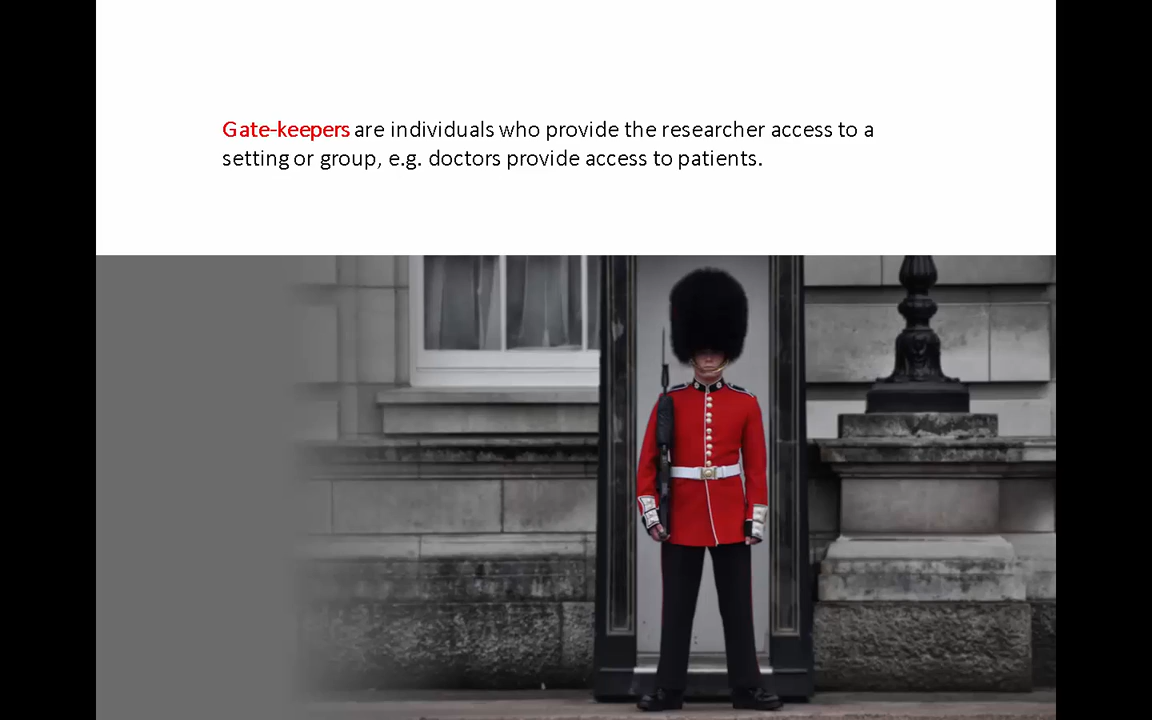 Gate-keepers are individuals who provide the researcher access to a
setting or group, e.g. doctors provide access to patients.